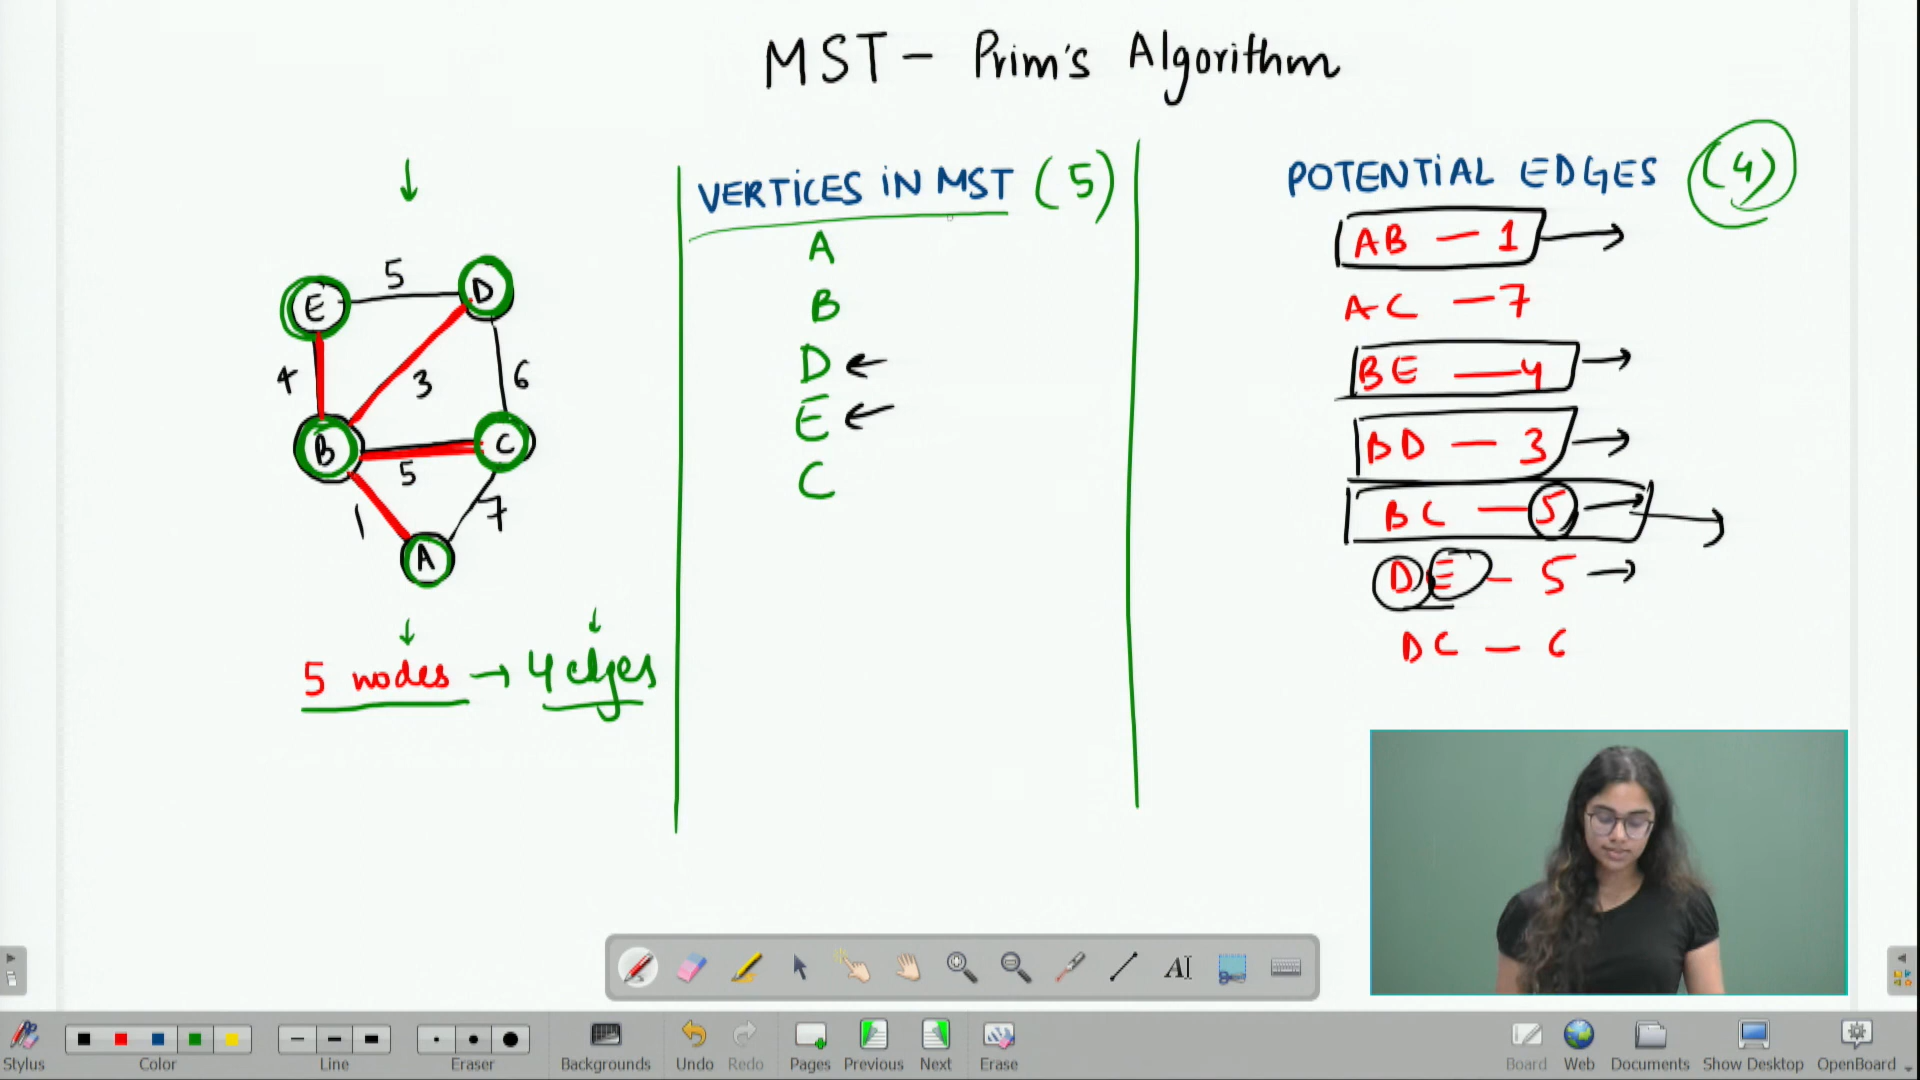 MST - Prim's Algorithm
VERTICES IN MST (5)
A
B
D ←
E ←
C
POTENTIAL EDGES (4)
AB — 1 →
AC — 7
BE — 4 →
BD — 3 →
BC — 5 →
DE - 5 →
DC — 6
E 5 D
4 3 6
B 5 C
1 7
A
5 nodes → 4 edges
AI
Stylus
Color
Line
Eraser
Backgrounds
Undo
Redo
Pages
Previous
Next
Erase
Board
Web
Documents
Show Desktop
OpenBoard